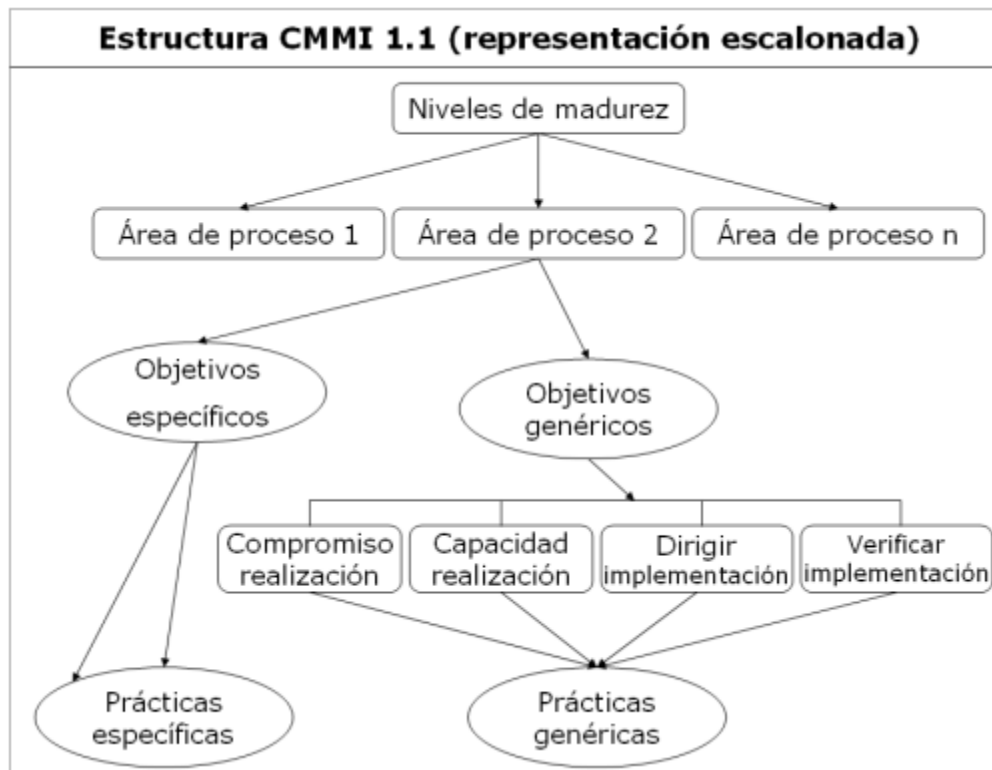 Estructura CMMI 1.1 (representación escalonada)
Niveles de madurez
Área de proceso 1
Área de proceso 2
Área de proceso n
Objetivos
específicos
Objetivos
genéricos
Compromiso
realización
Capacidad
realización
Dirigir
implementación
Verificar
implementación
Prácticas
específicas
Prácticas
genéricas